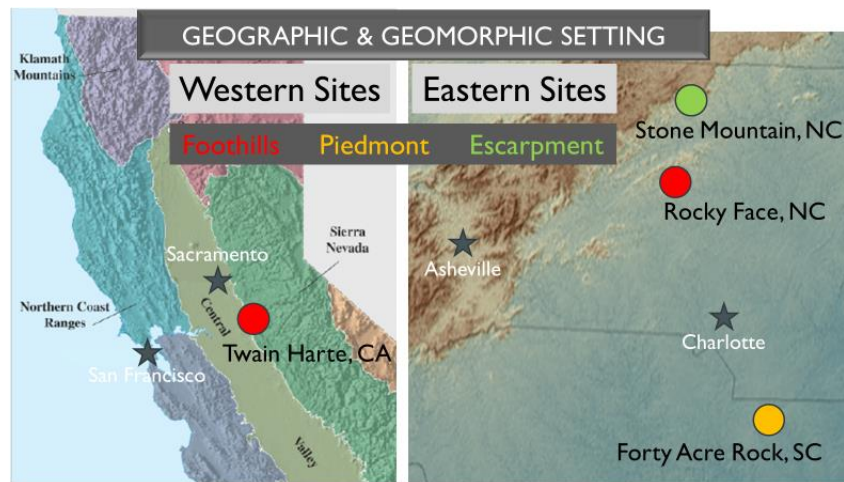 GEOGRAPHIC & GEOMORPHIC SETTING
Western Sites
Eastern Sites
Foothills Piedmont Escarpment
Klamath
Mountains
Sierra
Nevada
Sacramento
Northern Coast
Ranges
Central
Twain Harte, CA
San Francisco
Valley
Stone Mountain, NC
Rocky Face, NC
Asheville
Charlotte
Forty Acre Rock, SC